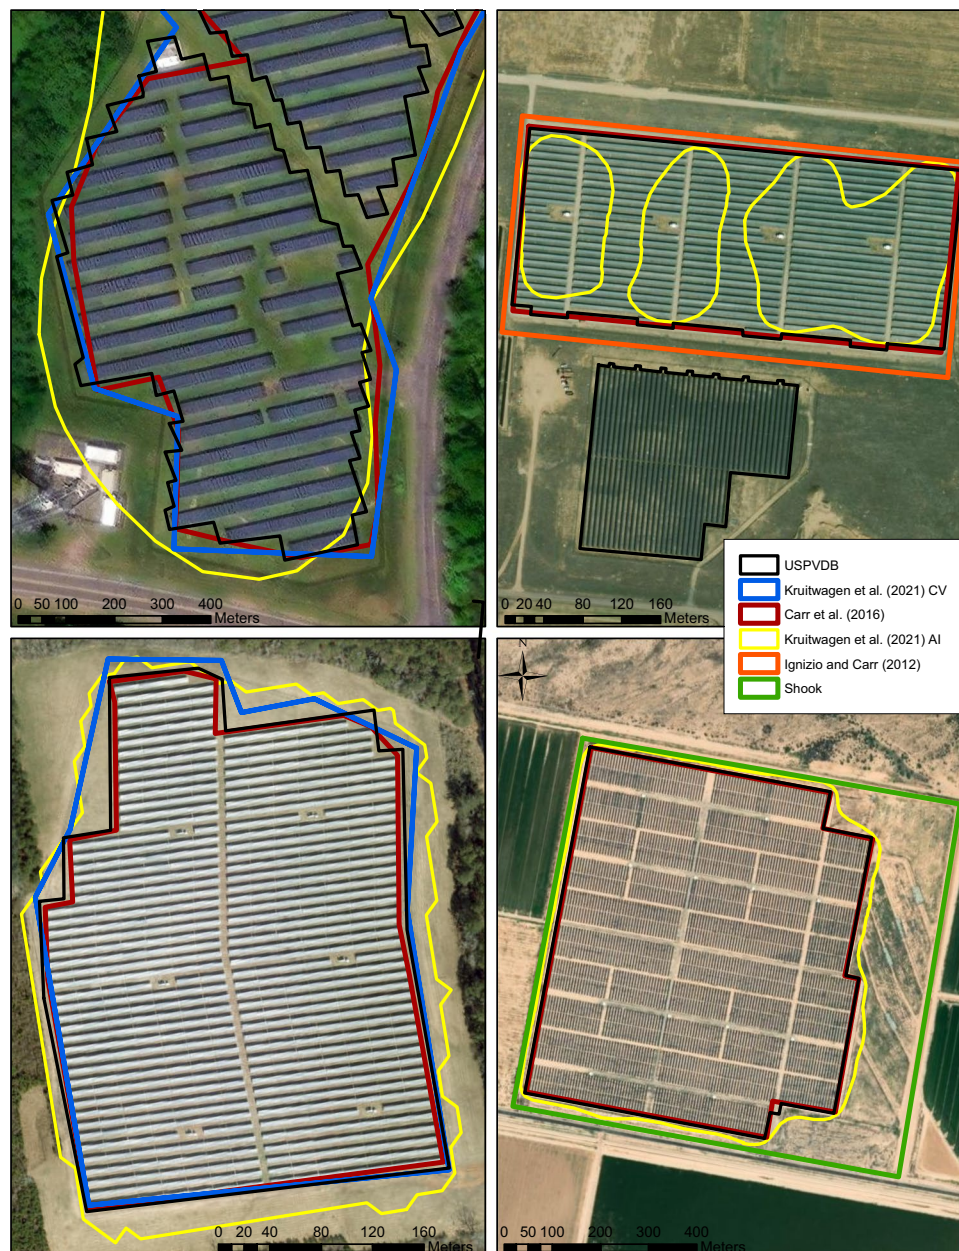 0 50 100 200 300 400
Meters
0 20 40 80 120 160
Meters
USPVDB
Kruitwagen et al. (2021) CV
Carr et al. (2016)
Kruitwagen et al. (2021) AI
Ignizio and Carr (2012)
Shook
N
0 20 40 80 120 160
Meters
0 50 100 200 300 400
Meters